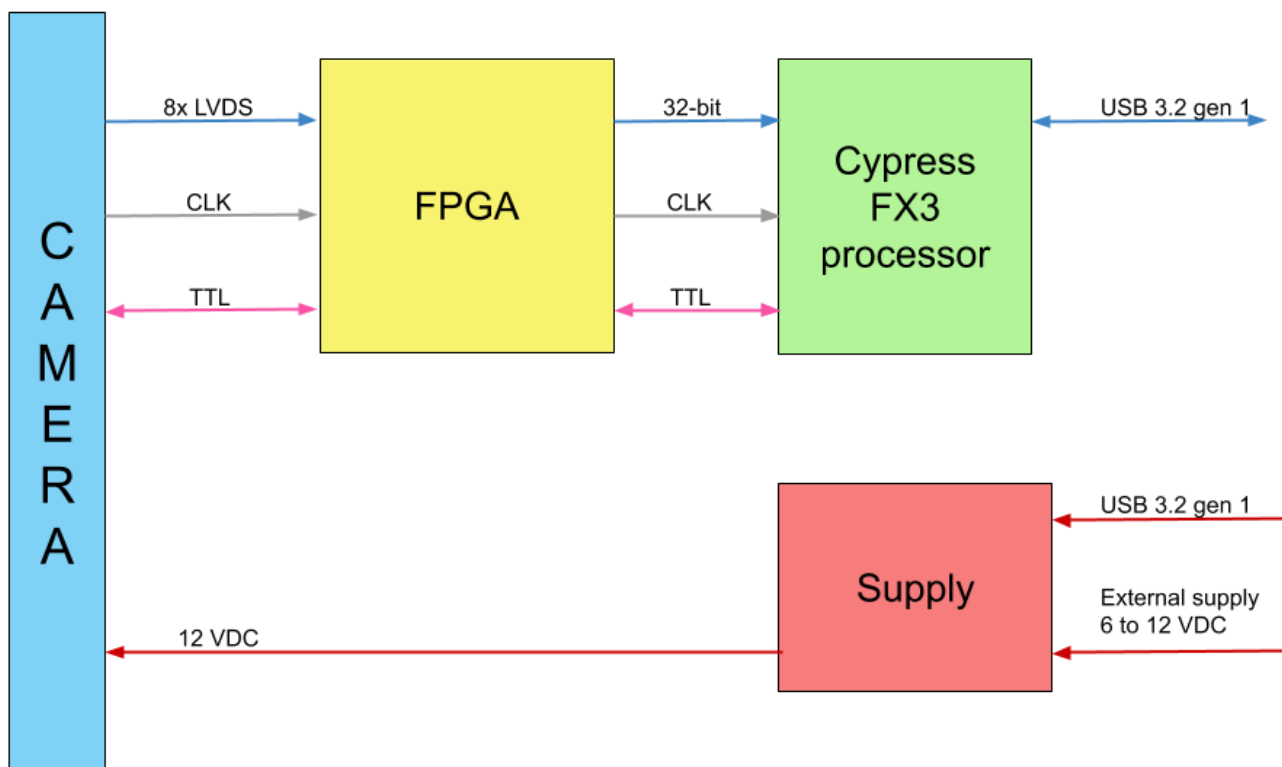 8x LVDS
32-bit
USB 3.2 gen 1
CLK
CLK
TTL
TTL
CAMERA
FPGA
Cypress
FX3
processor
USB 3.2 gen 1
Supply
External supply
6 to 12 VDC
12 VDC